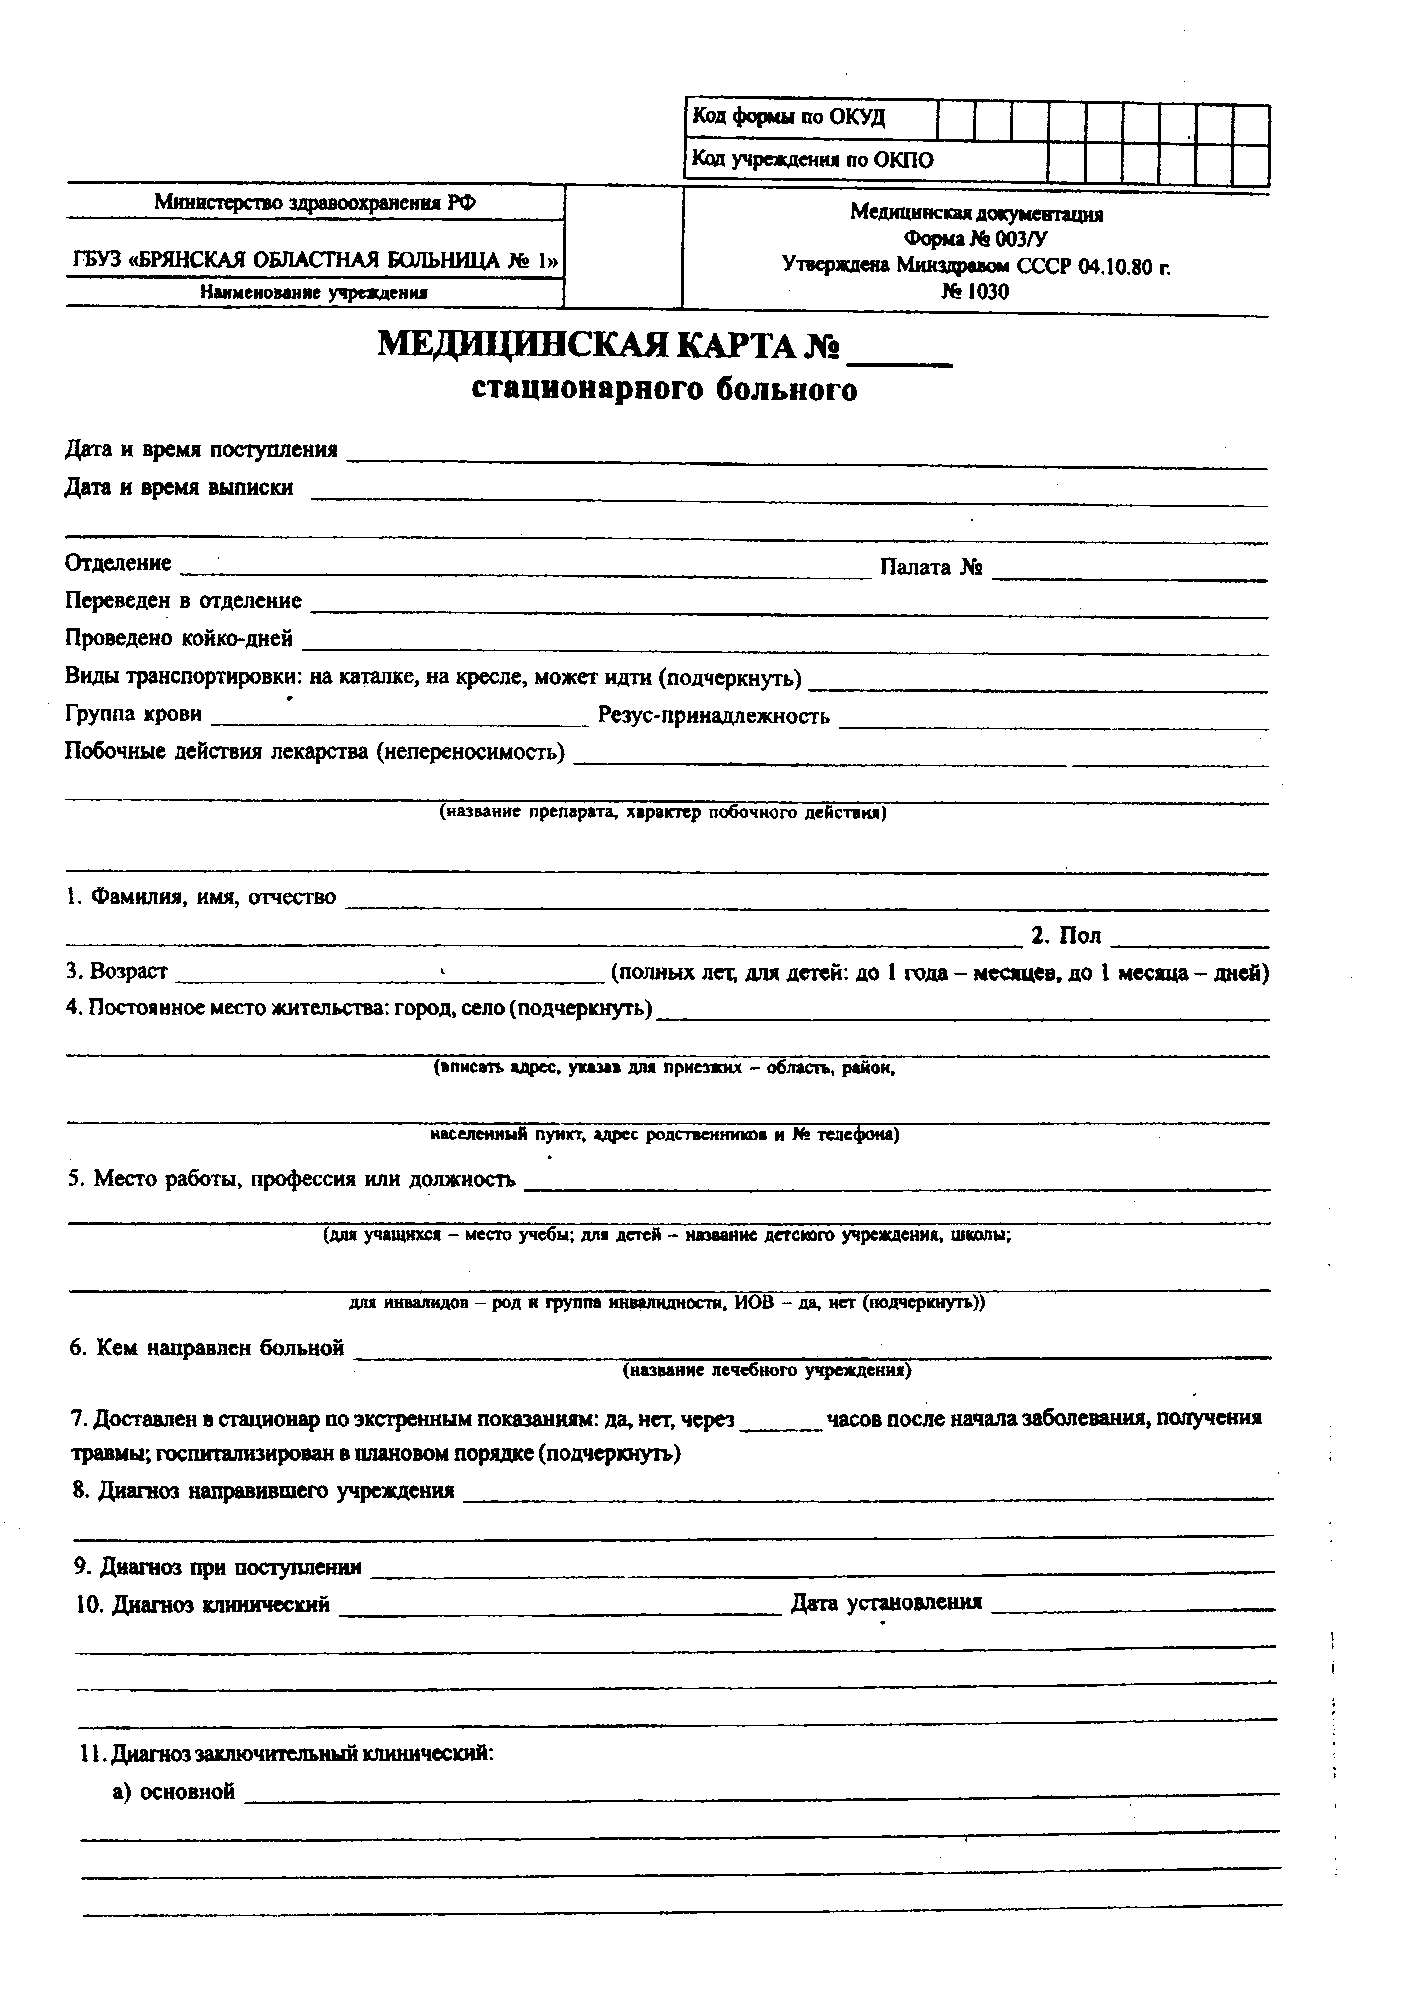 Код формы по ОКУД
Код учреждения по ОКПО
Министерство здравоохранения РФ
ГБУЗ «БРЯНСКАЯ ОБЛАСТНАЯ БОЛЬНИЦА № 1»
Наименование учреждения
Медицинская документация
Форма № 003/У
Утверждена Минздравом СССР 04.10.80 г.
№ 1030
МЕДИЦИНСКАЯ КАРТА № ______
стационарного больного
Дата и время поступления
Дата и время выписки
Отделение Палата №
Переведен в отделение
Проведено койко-дней
Виды транспортировки: на каталке, на кресле, может идти (подчеркнуть)
Группа крови Резус-принадлежность
Побочные действия лекарства (непереносимость)
(название препарата, характер побочного действия)
1. Фамилия, имя, отчество
2. Пол
3. Возраст (полных лет, для детей: до 1 года – месяцев, до 1 месяца – дней)
4. Постоянное место жительства: город, село (подчеркнуть)
(вписать адрес, указав для приезжих – область, район,
населенный пункт, адрес родственников и № телефона)
5. Место работы, профессия или должность
(для учащихся – место учебы; для детей – название детского учреждения, школы;
для инвалидов – род и группа инвалидности, ИОВ – да, нет (подчеркнуть))
6. Кем направлен больной
(название лечебного учреждения)
7. Доставлен в стационар по экстренным показаниям: да, нет, через ______ часов после начала заболевания, получения
травмы; госпитализирован в плановом порядке (подчеркнуть)
8. Диагноз направившего учреждения
9. Диагноз при поступлении
10. Диагноз клинический Дата установления
11. Диагноз заключительный клинический:
а) основной